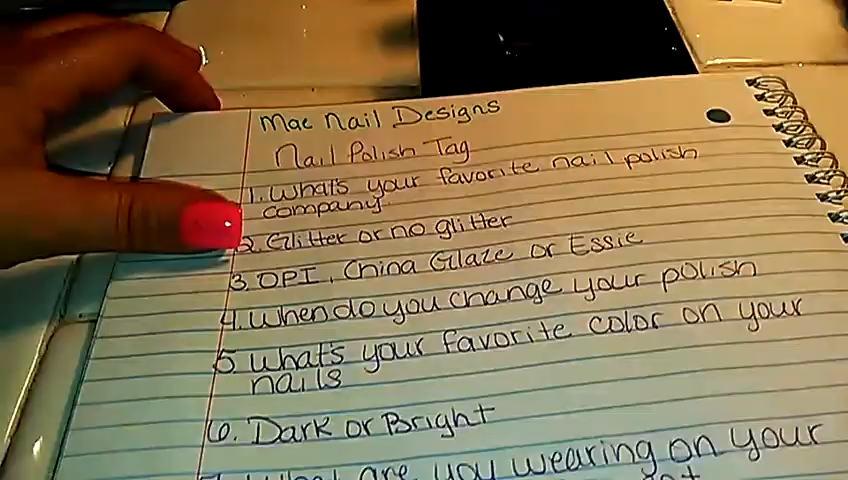 Mae Nail Designs
Nail Polish Tag
1. What's your favorite nail polish
company
2. Glitter or no glitter
3. OPI, China Glaze or Essie
4. When do you change your polish
5 What's your favorite color on your
nails
6. Dark or Bright
are you wearing on your